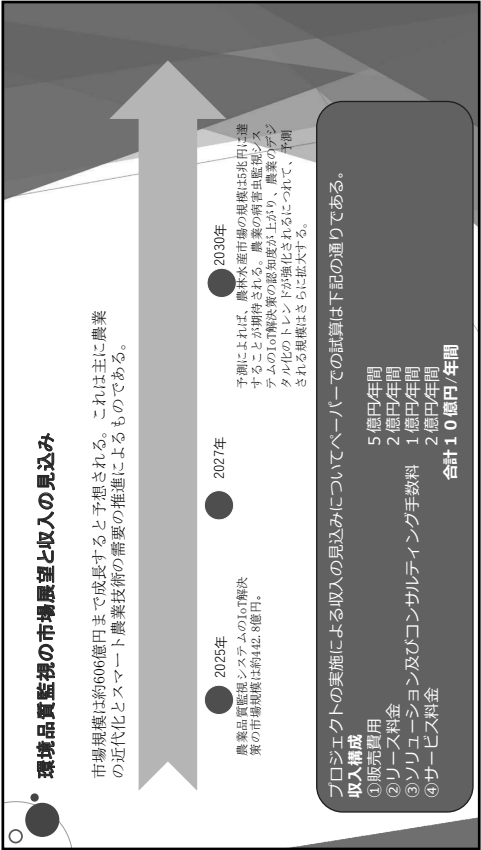 環境品質監視の市場展望と収入の見込み
市場規模は約606億円まで成長すると予想される。これは主に農業
の近代化とスマート農業技術の需要の推進によるものである。
2025年
2027年
2030年
農業品質監視システムのIoT解決
策の市場規模は約442.8億円。
予測によれば、農林水産市場の規模は5兆円に達
することが期待される。農業の病害虫監視シス
テムのIoT解決策の認知度が上がり、農業のデジ
タル化のトレンドが強化されるにつれて、予測
される規模はさらに拡大する。
プロジェクトの実施による収入の見込みについてペーパーでの試算は下記の通りである。
収入構成
①販売費用 5億円/年間
②リース料金 2億円/年間
③ソリューション及びコンサルティング手数料 1億円/年間
④サービス料金 2億円/年間
合計10億円/年間